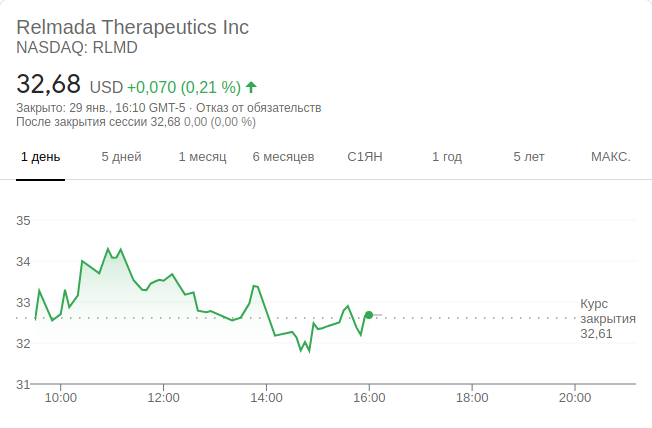 Relmada Therapeutics Inc
NASDAQ: RLMD
32,68 USD +0,070 (0,21 %)
Закрыто: 29 янв., 16:10 GMT-5 · Отказ от обязательств
После закрытия сессии 32,68 0,00 (0,00 %)
1 день 5 дней 1 месяц 6 месяцев С1ЯН 1 год 5 лет МАКС.
35
34
33
32
31
Курс
закрытия
32,61
10:00 12:00 14:00 16:00 18:00 20:00